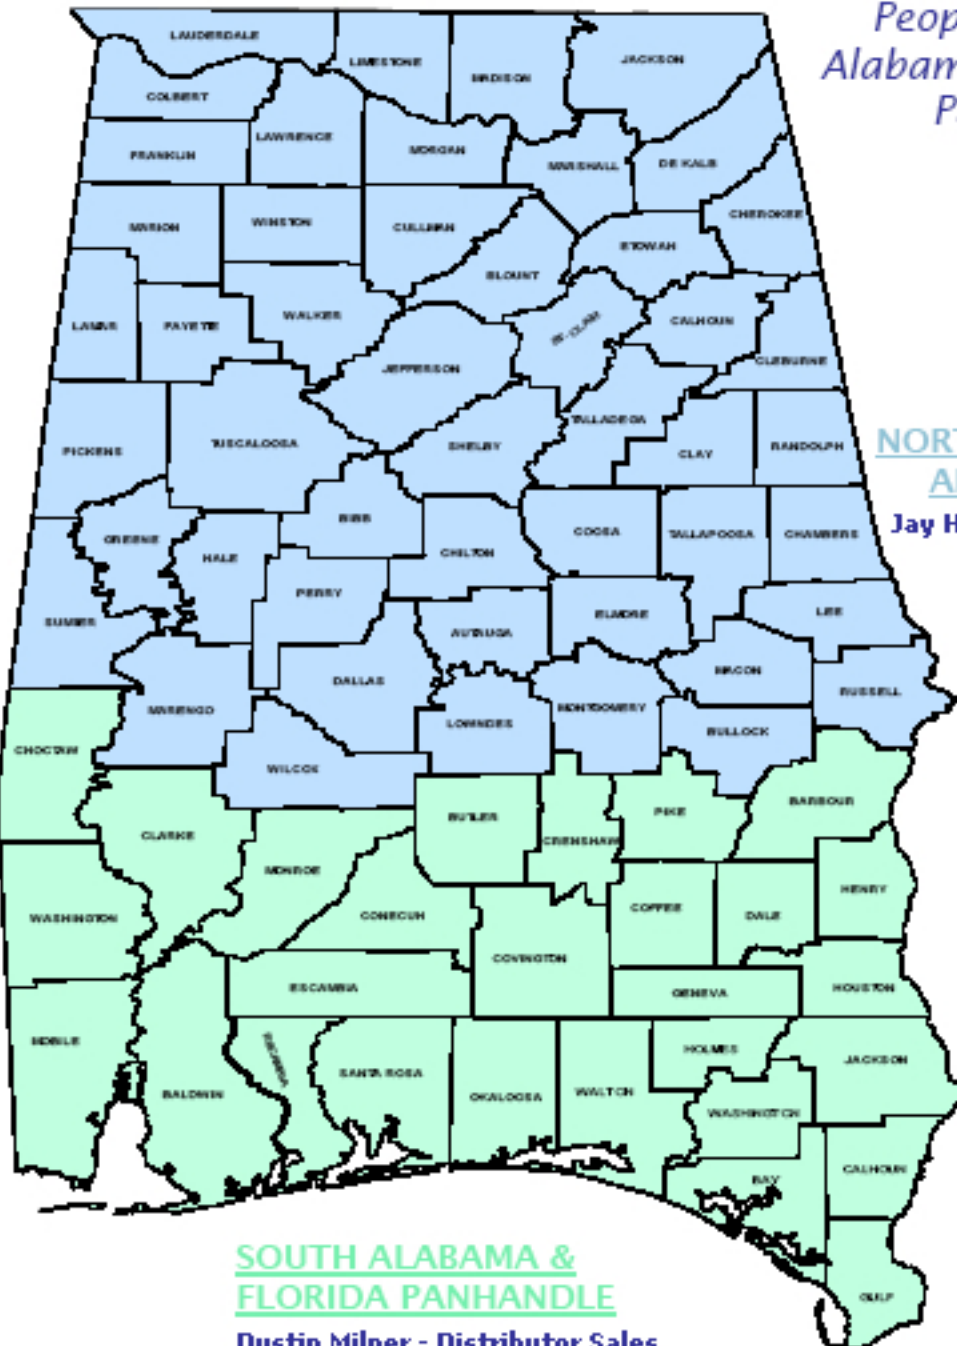 Peop
Alabam
P
LAUDERDALE
LIMESTONE
MADISON
JACKSON
COLBERT
LAWRENCE
FRANKLIN
MORGAN
MARSHALL
DE KALB
MARION
WINSTON
CULLMAN
CHEROKEE
ETOWAH
BLOUNT
LAMAR
FAYETTE
WALKER
ST. CLAIR
CALHOUN
JEFFERSON
CLEBURNE
TALLADEGA
PICKENS
TUSCALOOSA
SHELBY
CLAY
RANDOLPH
NORT
A
Jay H
GREENE
HALE
BIBB
CHILTON
COOSA
TALLAPOOSA
CHAMBERS
PERRY
SUMTER
AUTAUGA
ELMORE
LEE
DALLAS
MACON
RUSSELL
MARENGO
LOWNDES
MONTGOMERY
BULLOCK
CHOCTAW
WILCOX
BUTLER
CRENSHAW
PIKE
BARBOUR
CLARKE
MONROE
HENRY
WASHINGTON
CONECUH
COFFEE
DALE
COVINGTON
ESCAMBIA
GENEVA
HOUSTON
MOBILE
BALDWIN
ESCAMBIA
SANTA ROSA
OKALOOSA
WALTON
HOLMES
JACKSON
WASHINGTON
CALHOUN
BAY
GULF
SOUTH ALABAMA &
FLORIDA PANHANDLE
Dustin Milner - Distributor Sales